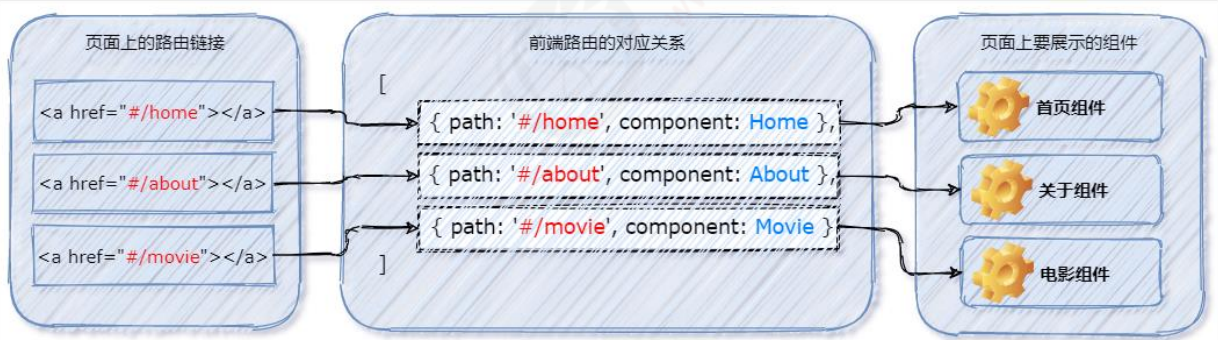 页面上的路由链接
<a href="#/home"></a>
<a href="#/about"></a>
<a href="#/movie"></a>
前端路由的对应关系
[
{ path: '#/home', component: Home },
{ path: '#/about', component: About },
{ path: '#/movie', component: Movie }
]
页面上要展示的组件
首页组件
关于组件
电影组件